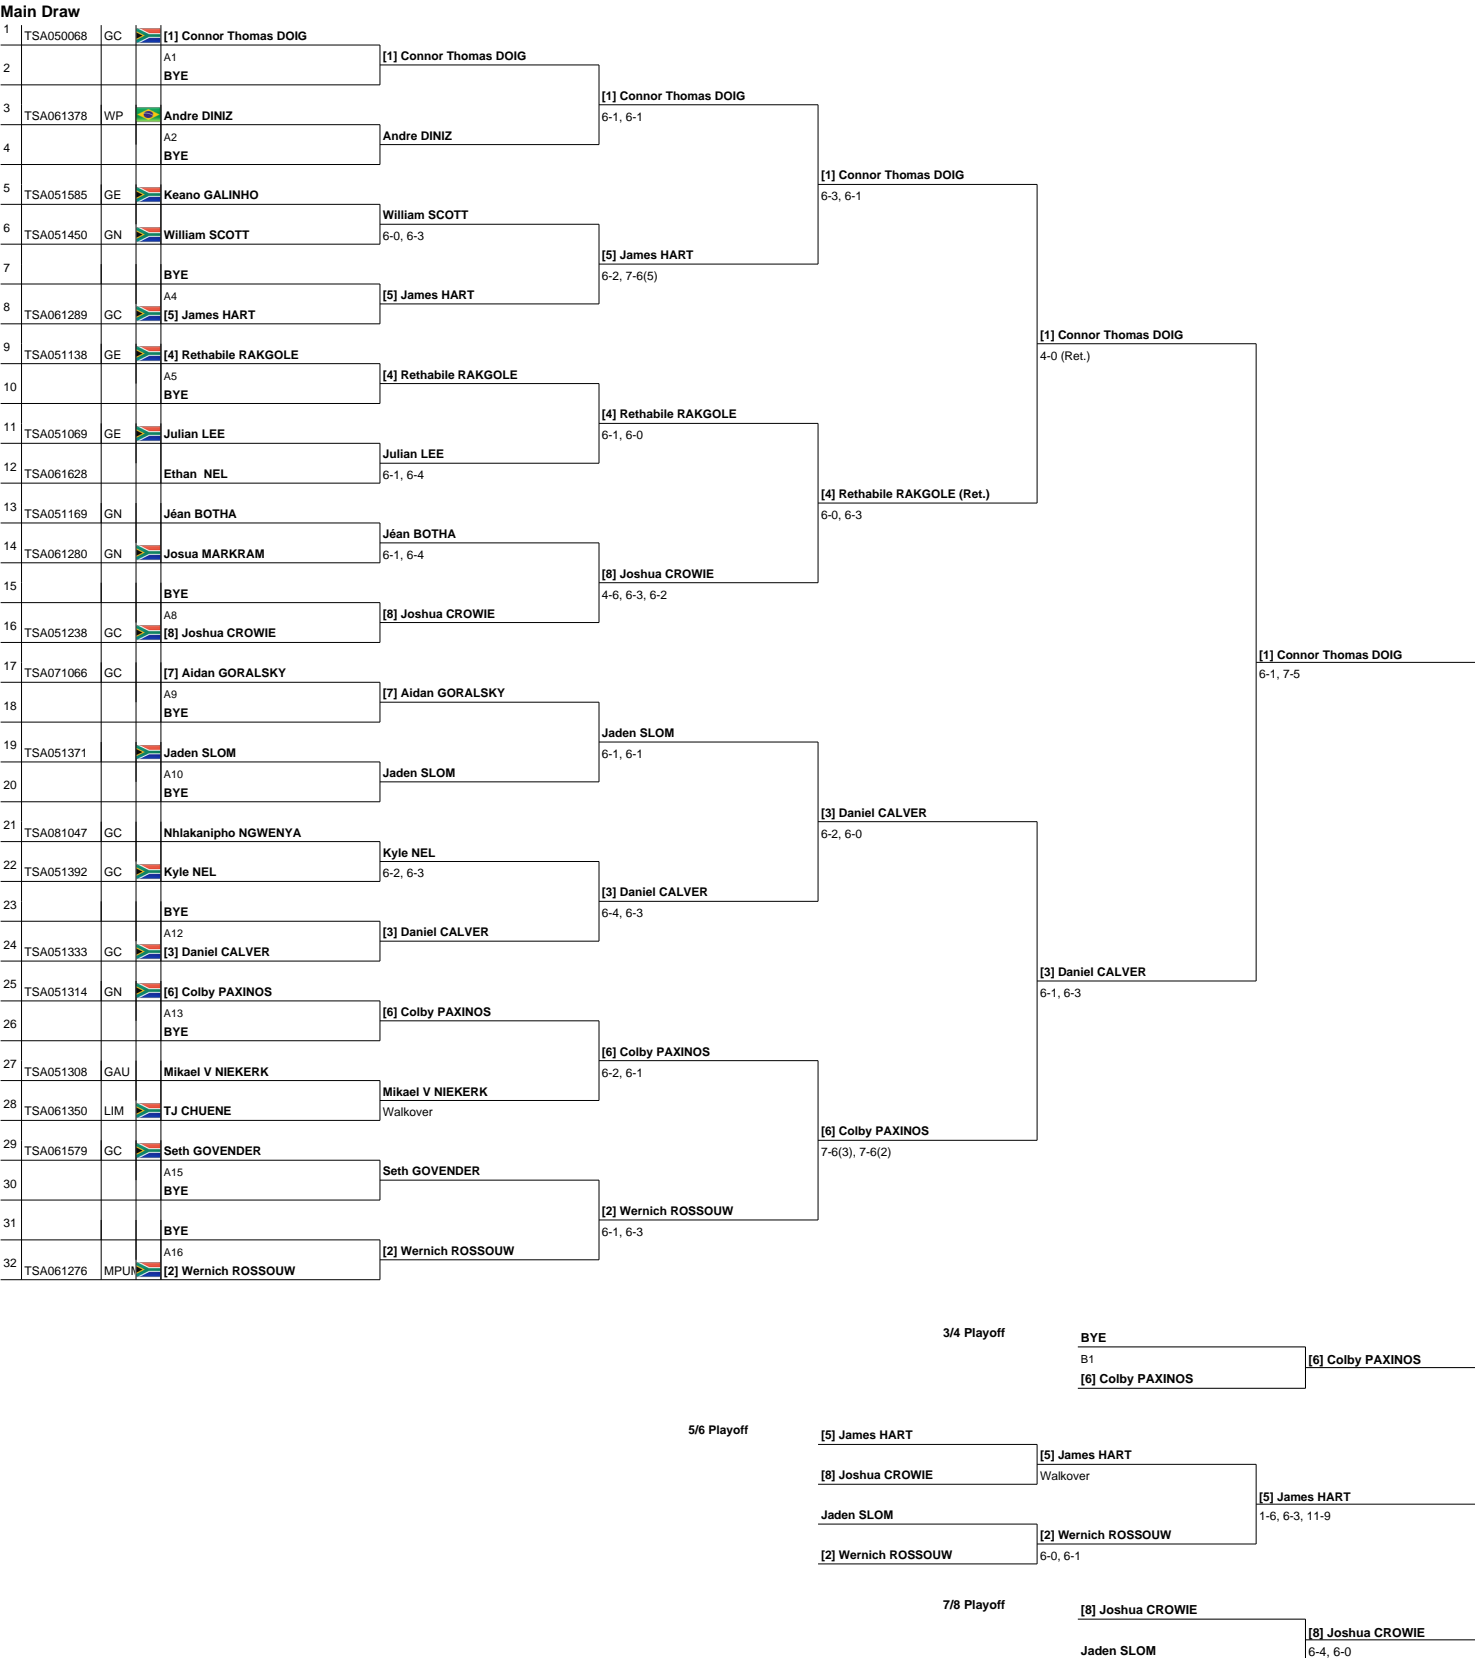 Main Draw
1 TSA050068 GC [1] Connor Thomas DOIG
A1 [1] Connor Thomas DOIG
2 BYE
[1] Connor Thomas DOIG
3 TSA061378 WP Andre DINIZ 6-1, 6-1
A2 Andre DINIZ
4 BYE
[1] Connor Thomas DOIG
5 TSA051585 GE Keano GALINHO 6-3, 6-1
William SCOTT
6 TSA051450 GN William SCOTT 6-0, 6-3
[5] James HART
7 BYE 6-2, 7-6(5)
A4 [5] James HART
8 TSA061289 GC [5] James HART
[1] Connor Thomas DOIG
9 TSA051138 GE [4] Rethabile RAKGOLE 4-0 (Ret.)
A5 [4] Rethabile RAKGOLE
10 BYE
[4] Rethabile RAKGOLE
11 TSA051069 GE Julian LEE 6-1, 6-0
Julian LEE
12 TSA061628 Ethan NEL 6-1, 6-4
[4] Rethabile RAKGOLE (Ret.)
13 TSA051169 GN Jéan BOTHA 6-0, 6-3
Jéan BOTHA
14 TSA061280 GN Josua MARKRAM 6-1, 6-4
[8] Joshua CROWIE
15 BYE 4-6, 6-3, 6-2
A8 [8] Joshua CROWIE
16 TSA051238 GC [8] Joshua CROWIE
[1] Connor Thomas DOIG
17 TSA071066 GC [7] Aidan GORALSKY 6-1, 7-5
A9 [7] Aidan GORALSKY
18 BYE
Jaden SLOM
19 TSA051371 Jaden SLOM 6-1, 6-1
A10 Jaden SLOM
20 BYE
[3] Daniel CALVER
21 TSA081047 GC Nhlakanipho NGWENYA 6-2, 6-0
Kyle NEL
22 TSA051392 GC Kyle NEL 6-2, 6-3
[3] Daniel CALVER
23 BYE 6-4, 6-3
A12 [3] Daniel CALVER
24 TSA051333 GC [3] Daniel CALVER
[3] Daniel CALVER
25 TSA051314 GN [6] Colby PAXINOS 6-1, 6-3
A13 [6] Colby PAXINOS
26 BYE
[6] Colby PAXINOS
27 TSA051308 GAU Mikael V NIEKERK 6-2, 6-1
Mikael V NIEKERK
28 TSA061350 LIM TJ CHUENE Walkover
[6] Colby PAXINOS
29 TSA061579 GC Seth GOVENDER 7-6(3), 7-6(2)
A15 Seth GOVENDER
30 BYE
[2] Wernich ROSSOUW
31 BYE 6-1, 6-3
A16 [2] Wernich ROSSOUW
32 TSA061276 MPUM [2] Wernich ROSSOUW
3/4 Playoff BYE
B1 [6] Colby PAXINOS
[6] Colby PAXINOS
5/6 Playoff [5] James HART
[5] James HART
[8] Joshua CROWIE Walkover
[5] James HART
Jaden SLOM 1-6, 6-3, 11-9
[2] Wernich ROSSOUW
[2] Wernich ROSSOUW 6-0, 6-1
7/8 Playoff [8] Joshua CROWIE
[8] Joshua CROWIE
Jaden SLOM 6-4, 6-0